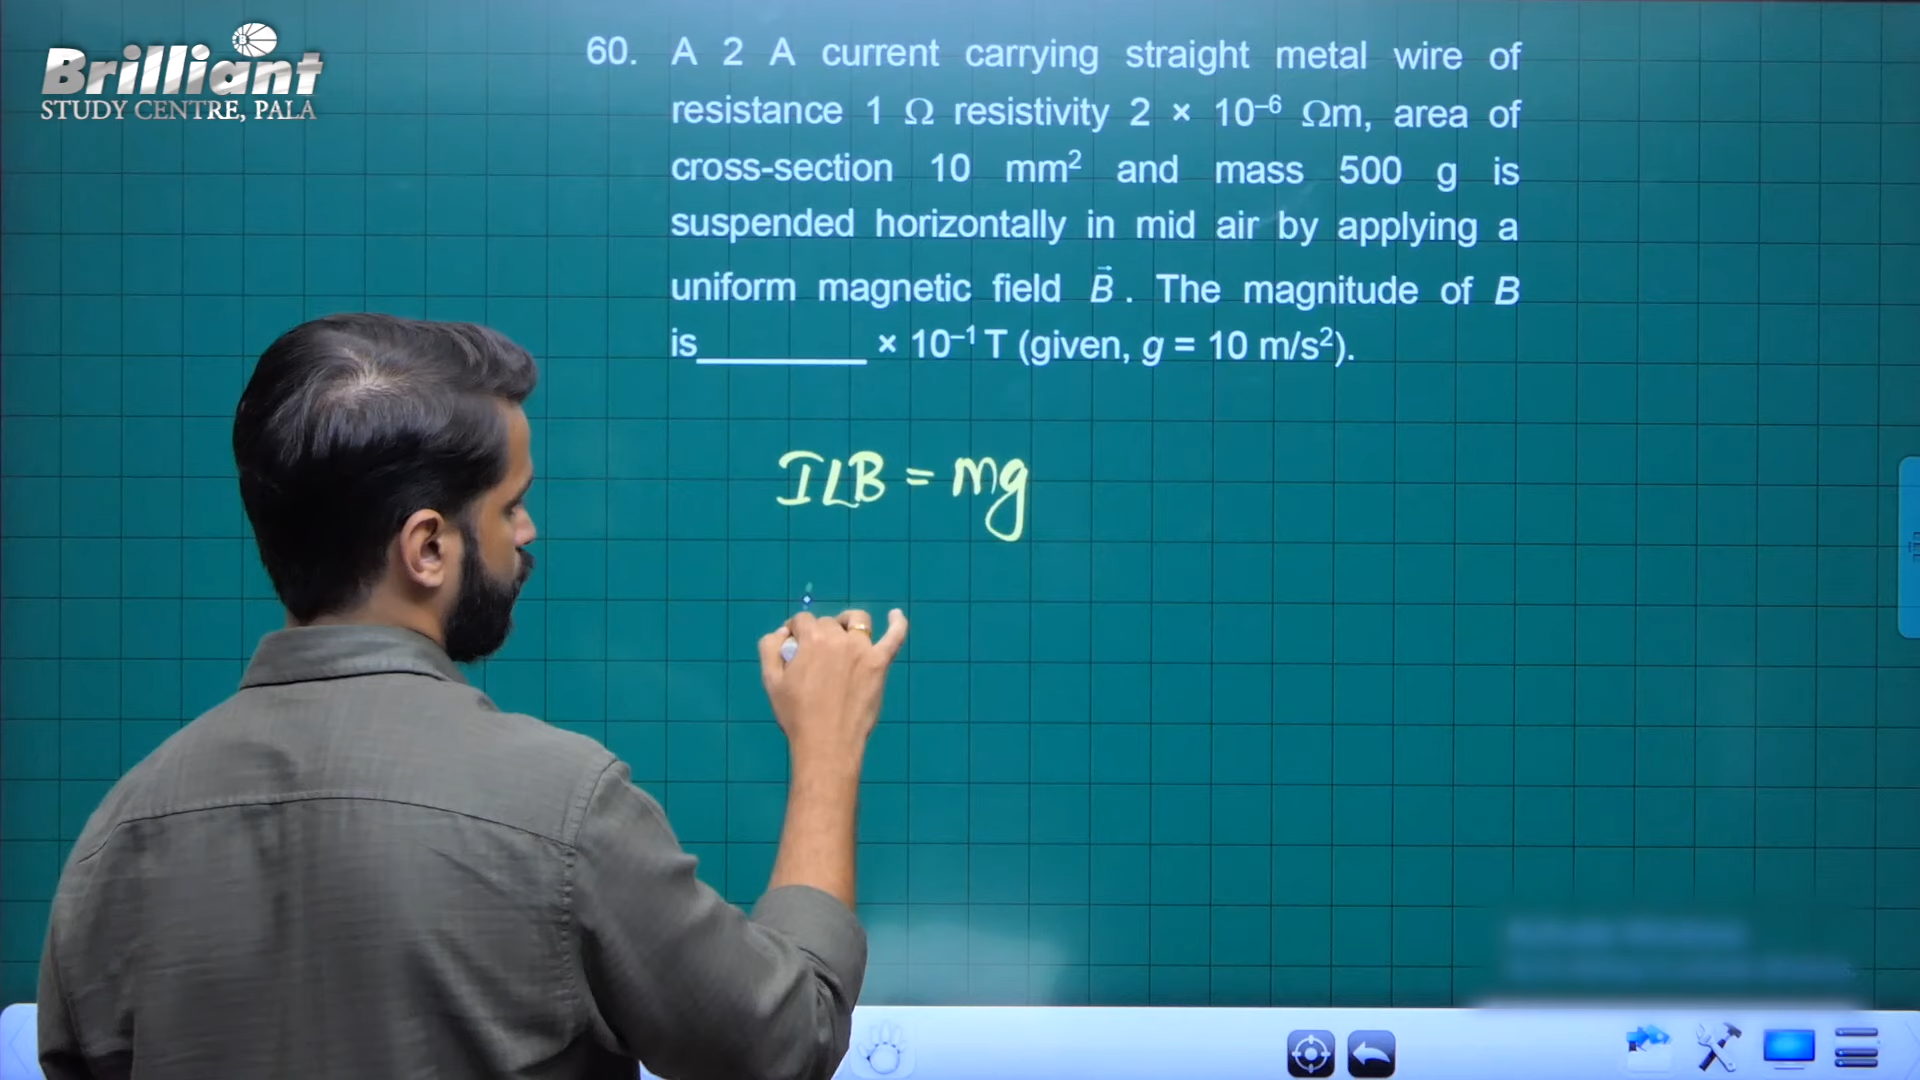 Brilliant
STUDY CENTRE, PALA
60. A 2 A current carrying straight metal wire of
resistance 1 Ω resistivity 2 × 10⁻⁶ Ωm, area of
cross-section 10 mm² and mass 500 g is
suspended horizontally in mid air by applying a
uniform magnetic field B⃗. The magnitude of B
is________ × 10⁻¹ T (given, g = 10 m/s²).
ILB = mg